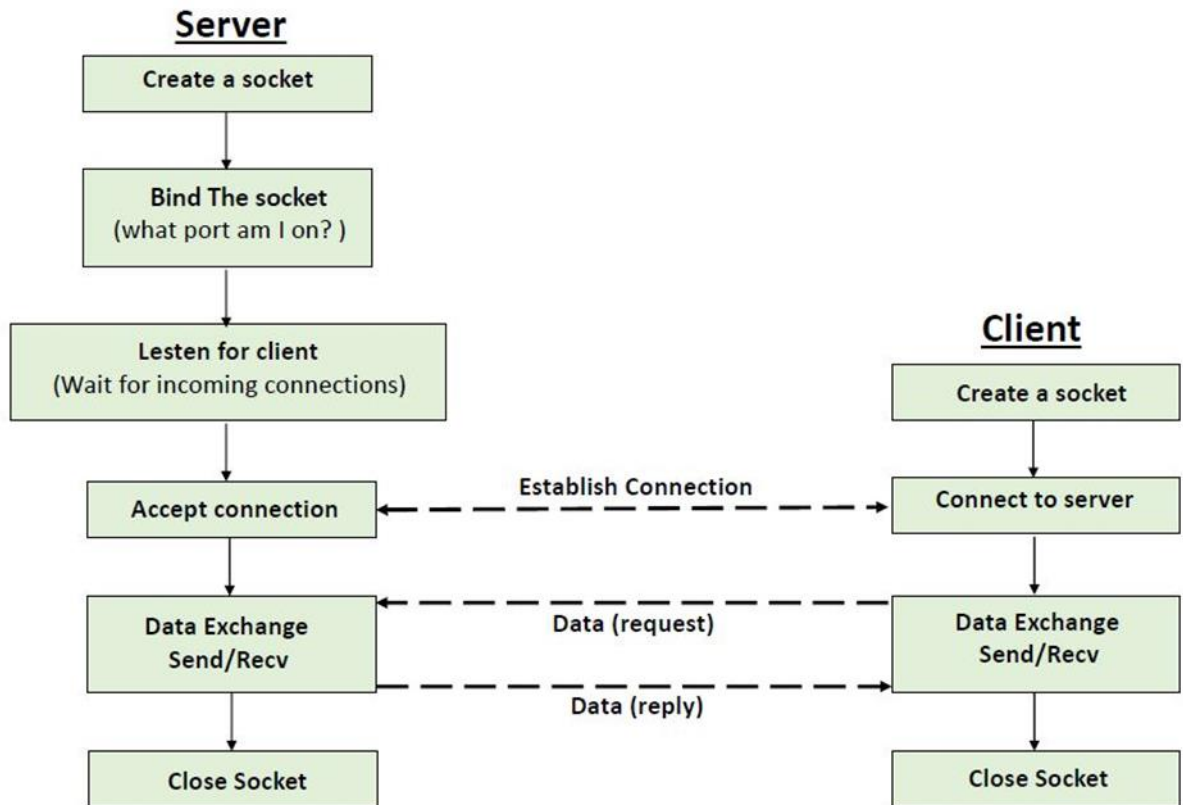 Server
Create a socket
Bind The socket
(what port am I on? )
Lesten for client
(Wait for incoming connections)
Accept connection
Data Exchange
Send/Recv
Close Socket
Establish Connection
Data (request)
Data (reply)
Client
Create a socket
Connect to server
Data Exchange
Send/Recv
Close Socket